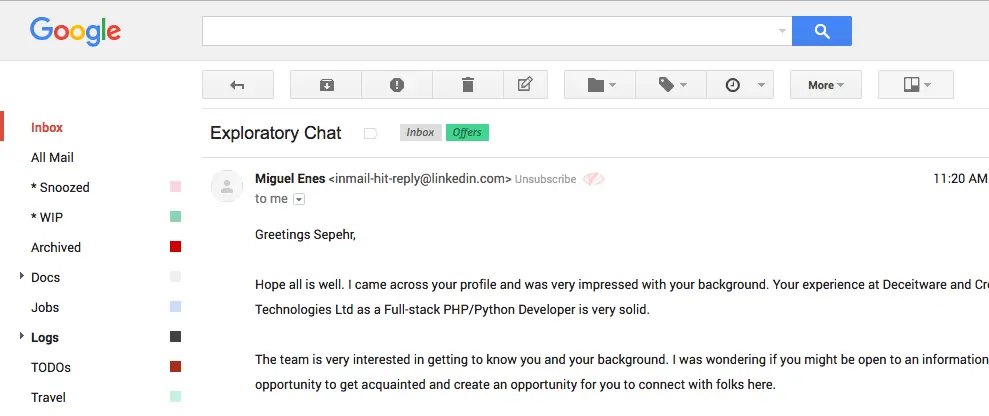 Google
More
Inbox
All Mail
* Snoozed
* WIP
Archived
Docs
Jobs
Logs
TODOs
Travel
Exploratory Chat Inbox Offers
Miguel Enes <inmail-hit-reply@linkedin.com> Unsubscribe 11:20 AM
to me
Greetings Sepehr,
Hope all is well. I came across your profile and was very impressed with your background. Your experience at Deceitware and Cre
Technologies Ltd as a Full-stack PHP/Python Developer is very solid.
The team is very interested in getting to know you and your background. I was wondering if you might be open to an information
opportunity to get acquainted and create an opportunity for you to connect with folks here.